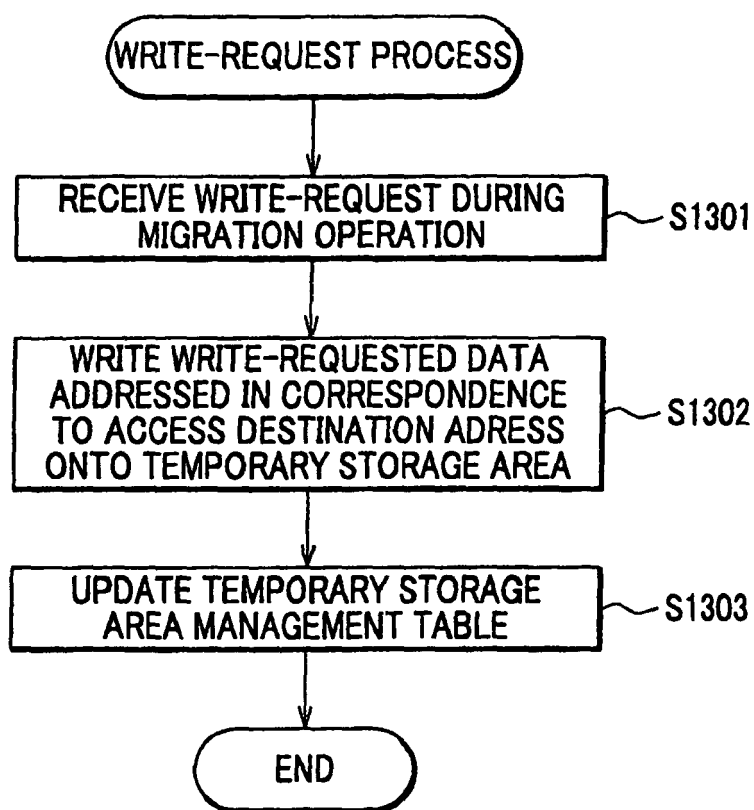 WRITE-REQUEST PROCESS
RECEIVE WRITE-REQUEST DURING
MIGRATION OPERATION
S1301
WRITE WRITE-REQUESTED DATA
ADDRESSED IN CORRESPONDENCE
TO ACCESS DESTINATION ADRESS
ONTO TEMPORARY STORAGE AREA
S1302
UPDATE TEMPORARY STORAGE
AREA MANAGEMENT TABLE
S1303
END